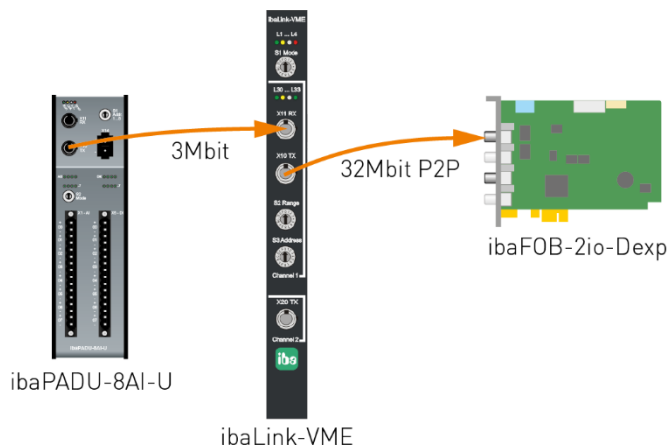 ibaLink-VME
L1 ... L4
S1 Mode
L30 ... L33
X11 RX
3Mbit
X10 TX
32Mbit P2P
S2 Range
S3 Address
Channel 1
X20 TX
Channel 2
iba
ibaFOB-2io-Dexp
ibaPADU-8AI-U
ibaLink-VME